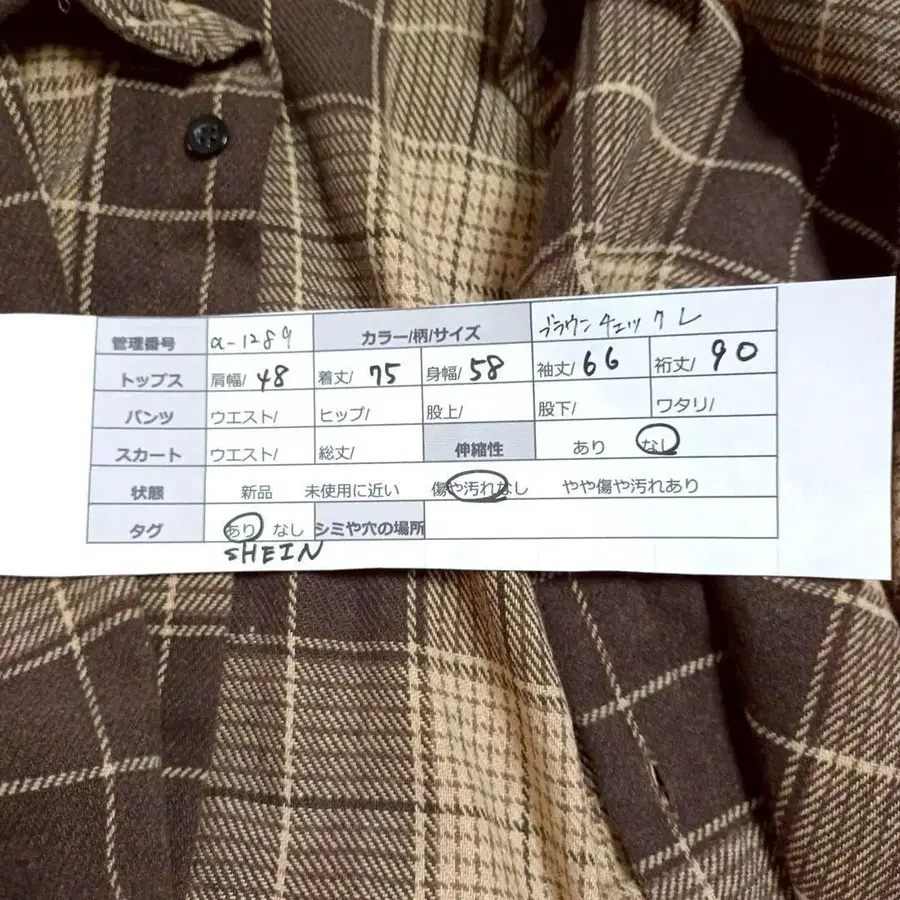 管理番号 α-1289 カラー/柄/サイズ ブラウンチェック L
トップス 肩幅/ 48 着丈/ 75 身幅/ 58 袖丈/ 66 裄丈/ 90
パンツ ウエスト/ ヒップ/ 股上/ 股下/ ワタリ/
スカート ウエスト/ 総丈/ 伸縮性 あり なし
状態 新品 未使用に近い 傷や汚れなし やや傷や汚れあり
タグ あり なし シミや穴の場所
SHEIN